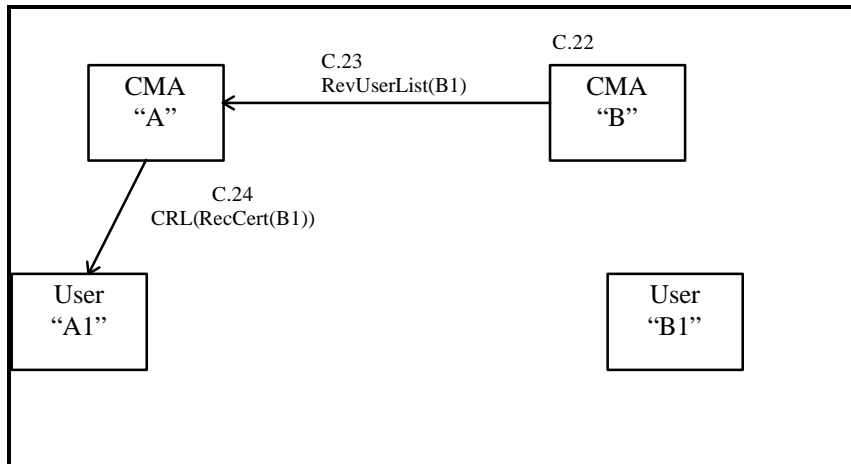 C.22
C.23
RevUserList(B1)
CMA
“A”
CMA
“B”
C.24
CRL(RecCert(B1))
User
“A1”
User
“B1”